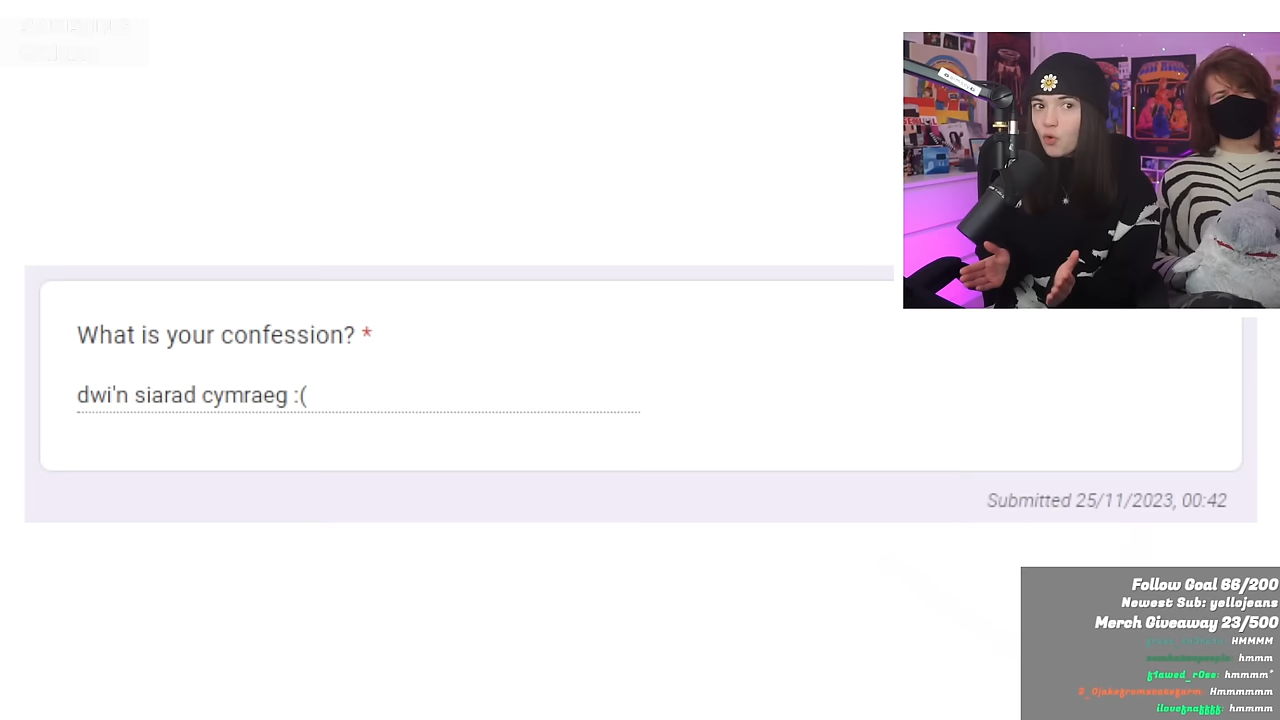 What is your confession? *
dwi'n siarad cymraeg :(
Submitted 25/11/2023, 00:42
Follow Goal 66/200
Newest Sub: yellojeans
Merch Giveaway 23/500
HMMMM
hmmm
f1awed_r0se: hmmmm*
Hmmmmmm
hmmmm